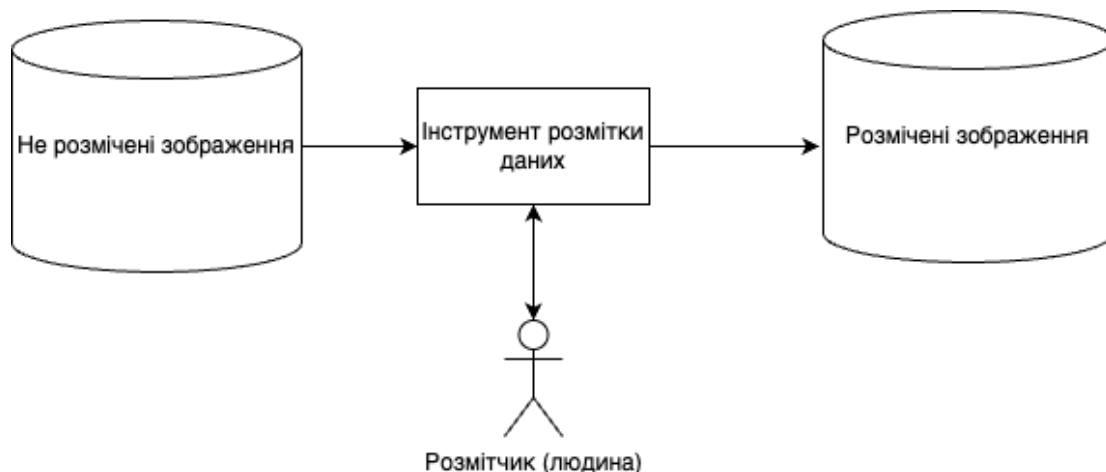 Не розмічені зображення
Інструмент розмітки
даних
Розмічені зображення
Розмітчик (людина)